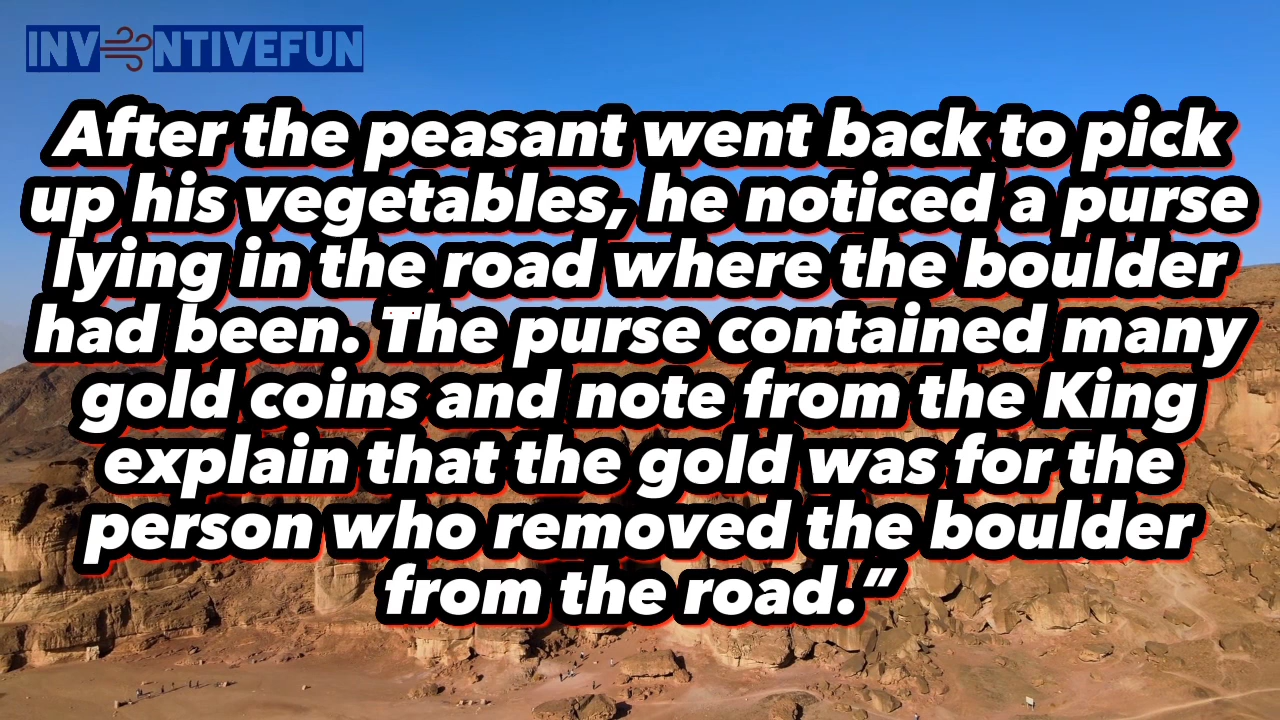 INVENTIVEFUN
After the peasant went back to pick
up his vegetables, he noticed a purse
lying in the road where the boulder
had been. The purse contained many
gold coins and note from the King
explain that the gold was for the
person who removed the boulder
from the road.”